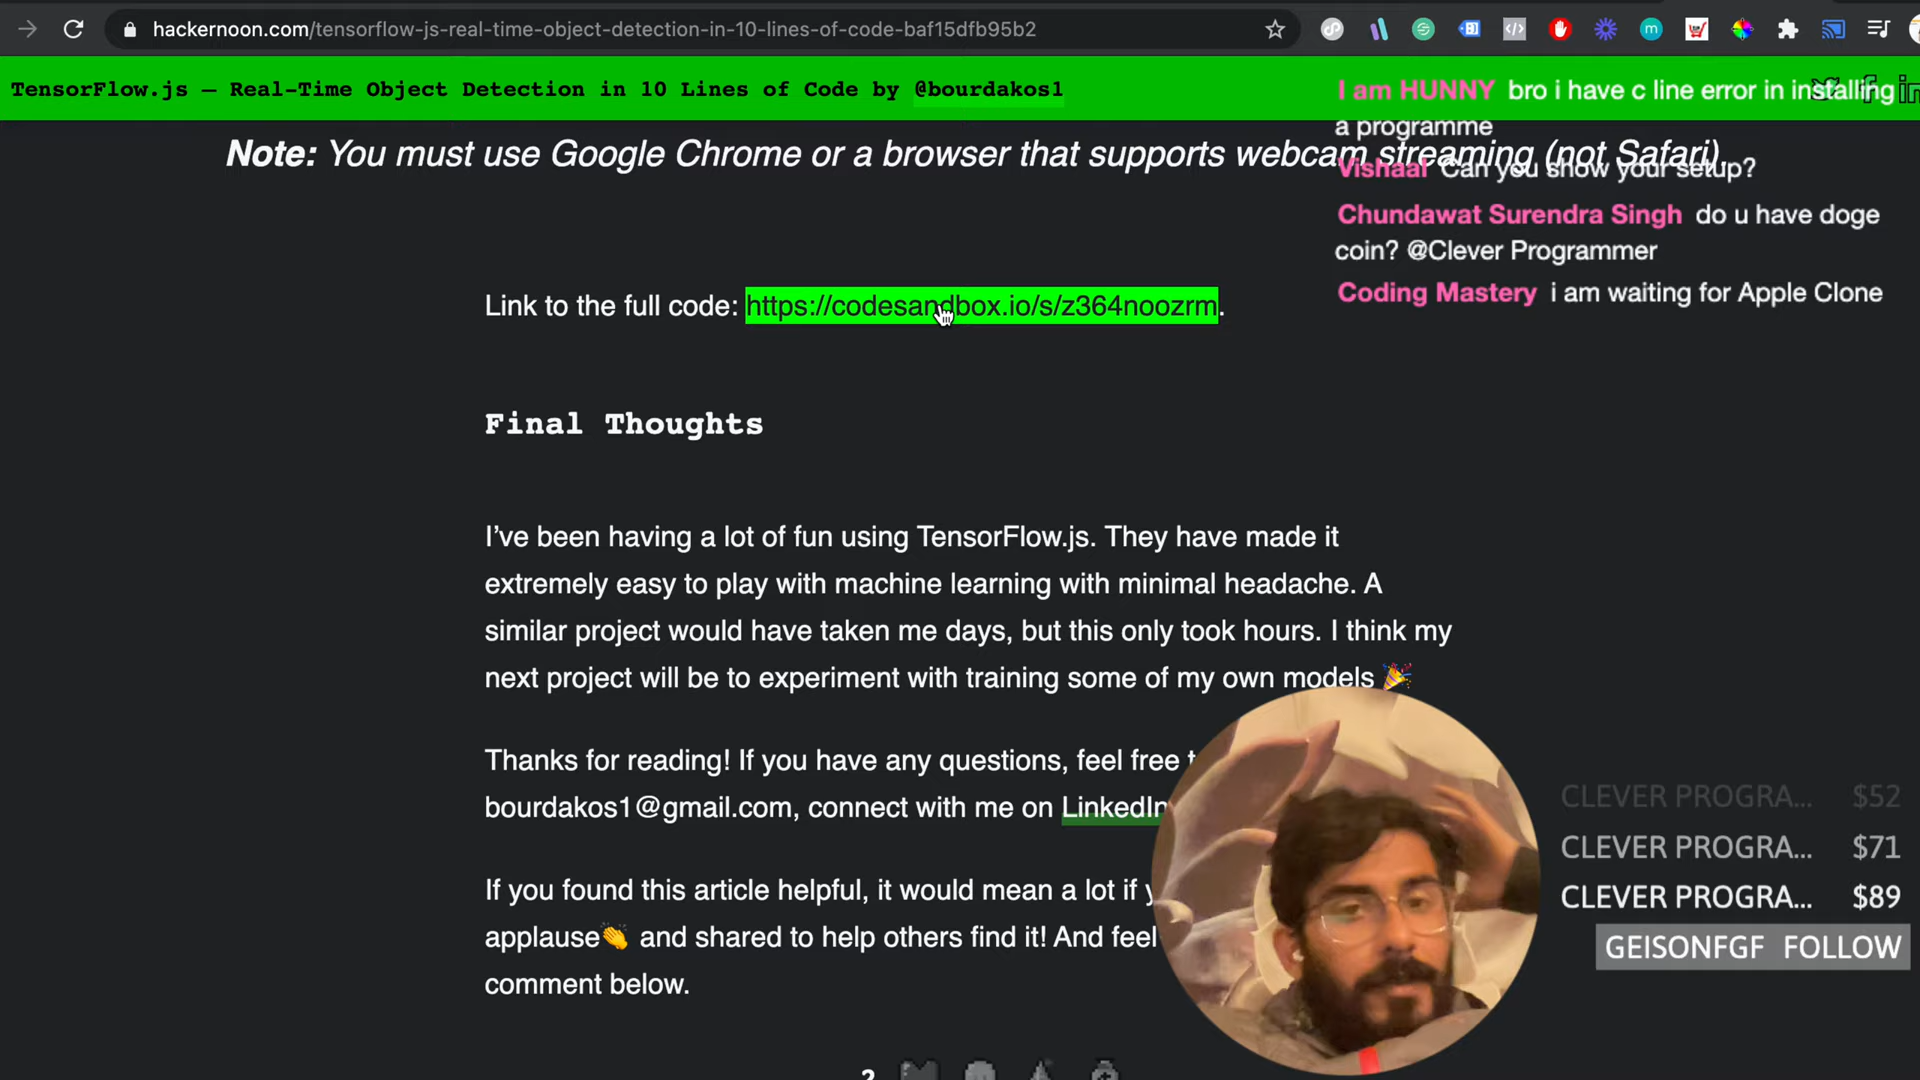 hackernoon.com/tensorflow-js-real-time-object-detection-in-10-lines-of-code-baf15dfb95b2
TensorFlow.js — Real-Time Object Detection in 10 Lines of Code by @bourdakos1
I am HUNNY bro i have c line error in installing
a programme
Note: You must use Google Chrome or a browser that supports webcam streaming (not Safari).
Vishaal Can you show your setup?
Chundawat Surendra Singh do u have doge
coin? @Clever Programmer
Coding Mastery i am waiting for Apple Clone
Link to the full code: https://codesandbox.io/s/z364noozrm.
Final Thoughts
I’ve been having a lot of fun using TensorFlow.js. They have made it
extremely easy to play with machine learning with minimal headache. A
similar project would have taken me days, but this only took hours. I think my
next project will be to experiment with training some of my own models 🎉
Thanks for reading! If you have any questions, feel free
bourdakos1@gmail.com, connect with me on LinkedIn
If you found this article helpful, it would mean a lot if
applause👏 and shared to help others find it! And feel
comment below.
CLEVER PROGRA... $52
CLEVER PROGRA... $71
CLEVER PROGRA... $89
GEISONFGF FOLLOW